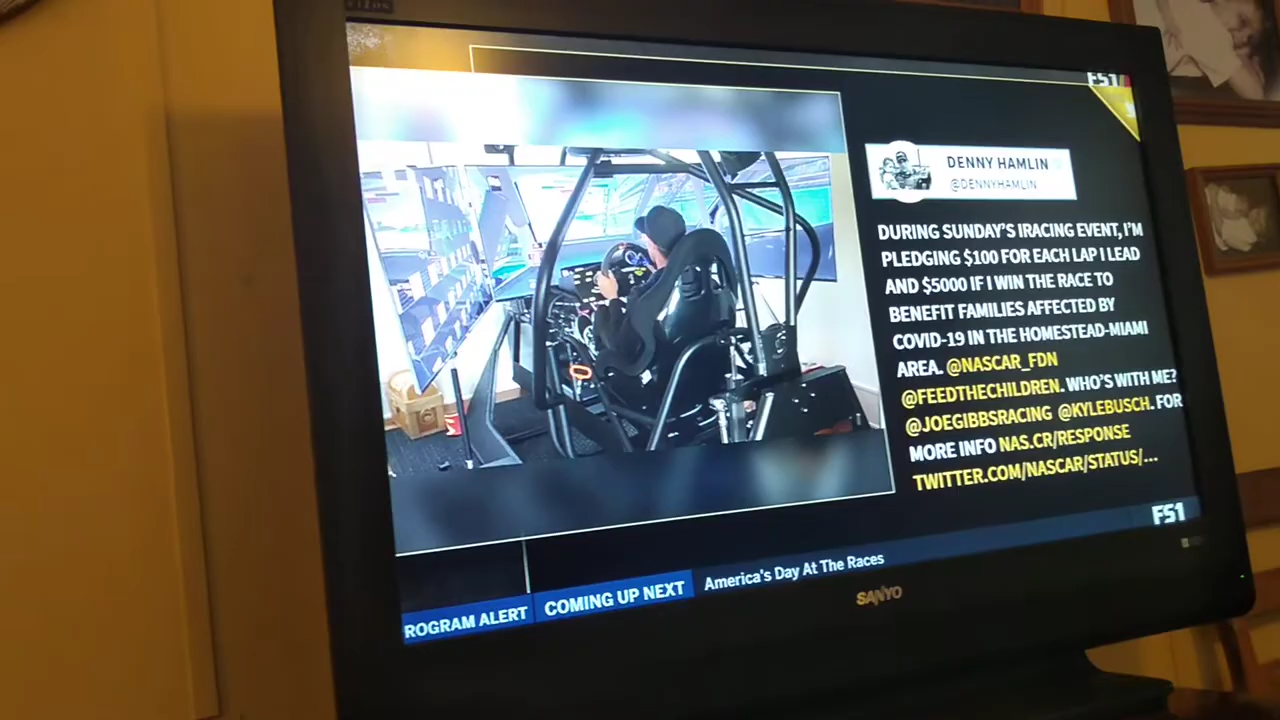 VIZON
FS1
DENNY HAMLIN
@DENNYHAMLIN
DURING SUNDAY'S IRACING EVENT, I'M
PLEDGING $100 FOR EACH LAP I LEAD
AND $5000 IF I WIN THE RACE TO
BENEFIT FAMILIES AFFECTED BY
COVID-19 IN THE HOMESTEAD-MIAMI
AREA. @NASCAR_FDN
@FEEDTHECHILDREN. WHO'S WITH ME?
@JOEGIBBSRACING @KYLEBUSCH. FOR
MORE INFO NAS.CR/RESPONSE
TWITTER.COM/NASCAR/STATUS/...
FS1
ROGRAM ALERT COMING UP NEXT America's Day At The Races
SANYO